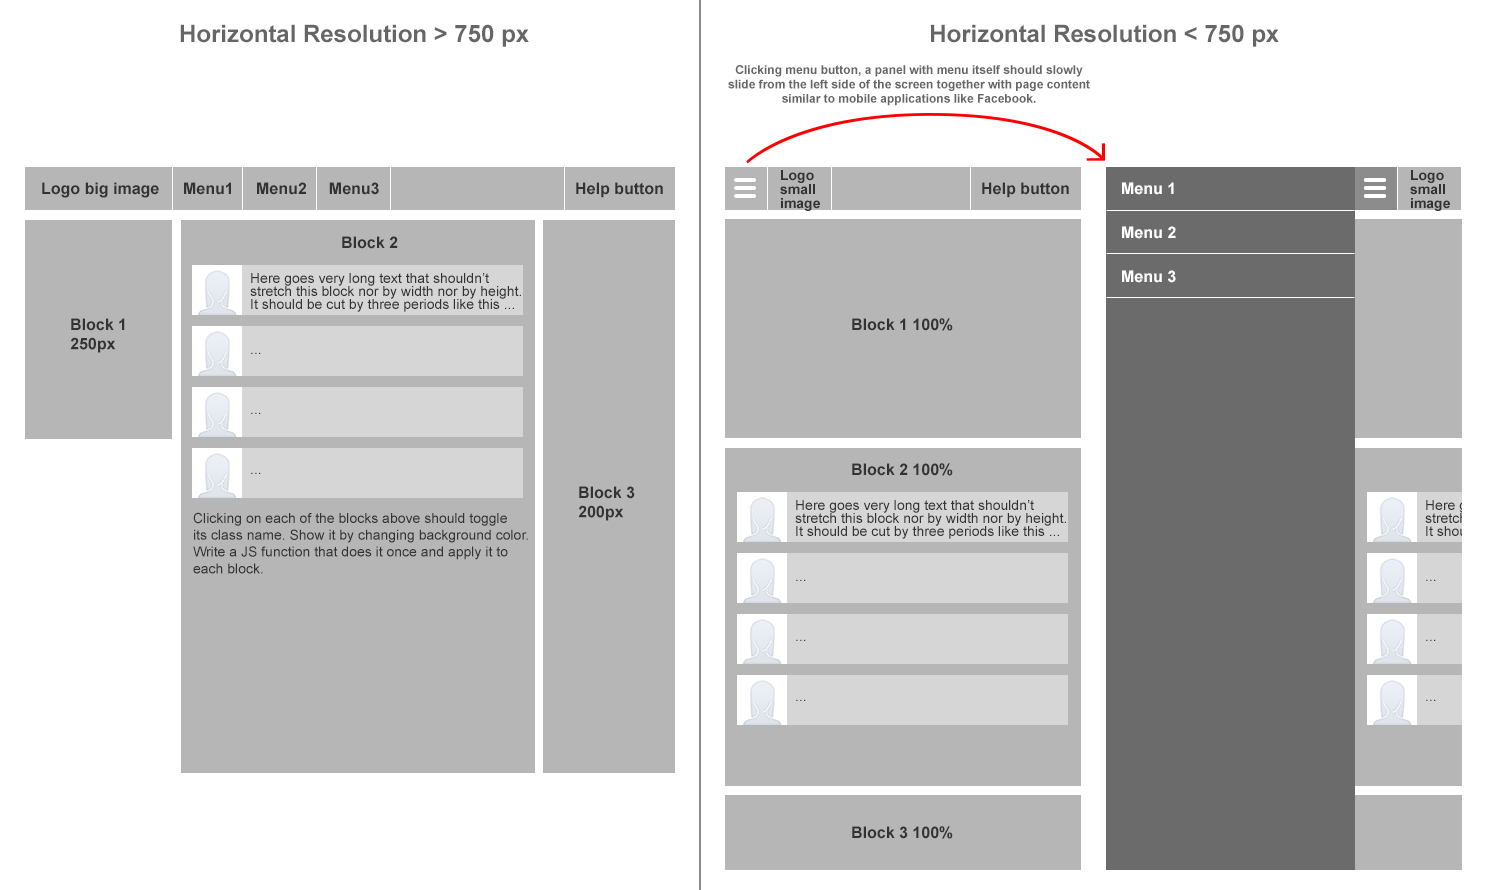 Horizontal Resolution > 750 px
Logo big image
Menu1
Menu2
Menu3
Help button
Block 1
250px
Block 2
Here goes very long text that shouldn't
stretch this block nor by width nor by height.
It should be cut by three periods like this ...
...
...
...
Clicking on each of the blocks above should toggle
its class name. Show it by changing background color.
Write a JS function that does it once and apply it to
each block.
Block 3
200px
Horizontal Resolution < 750 px
Clicking menu button, a panel with menu itself should slowly
slide from the left side of the screen together with page content
similar to mobile applications like Facebook.
Logo
small
image
Help button
Block 1 100%
Block 2 100%
Here goes very long text that shouldn't
stretch this block nor by width nor by height.
It should be cut by three periods like this ...
...
...
...
Block 3 100%
Menu 1
Menu 2
Menu 3
Logo
small
image
Here
stretch
It
...
...
...